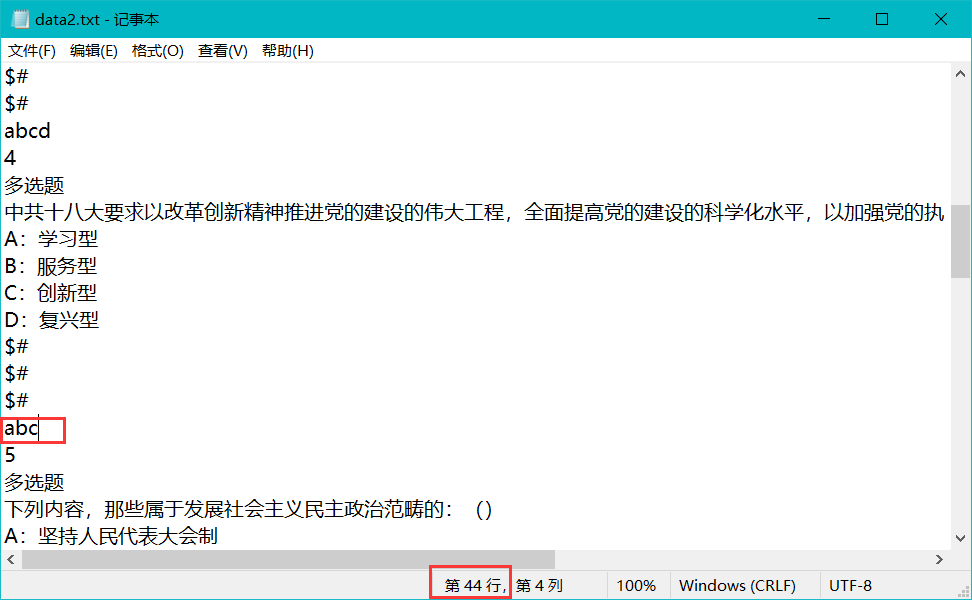 data2.txt - 记事本
文件(F) 编辑(E) 格式(O) 查看(V) 帮助(H)
$#
$#
abcd
4
多选题
中共十八大要求以改革创新精神推进党的建设的伟大工程，全面提高党的建设的科学化水平，以加强党的执
A：学习型
B：服务型
C：创新型
D：复兴型
$#
$#
$#
abc
5
多选题
下列内容，那些属于发展社会主义民主政治范畴的：（）
A：坚持人民代表大会制
第 44 行，第 4 列 100% Windows (CRLF) UTF-8